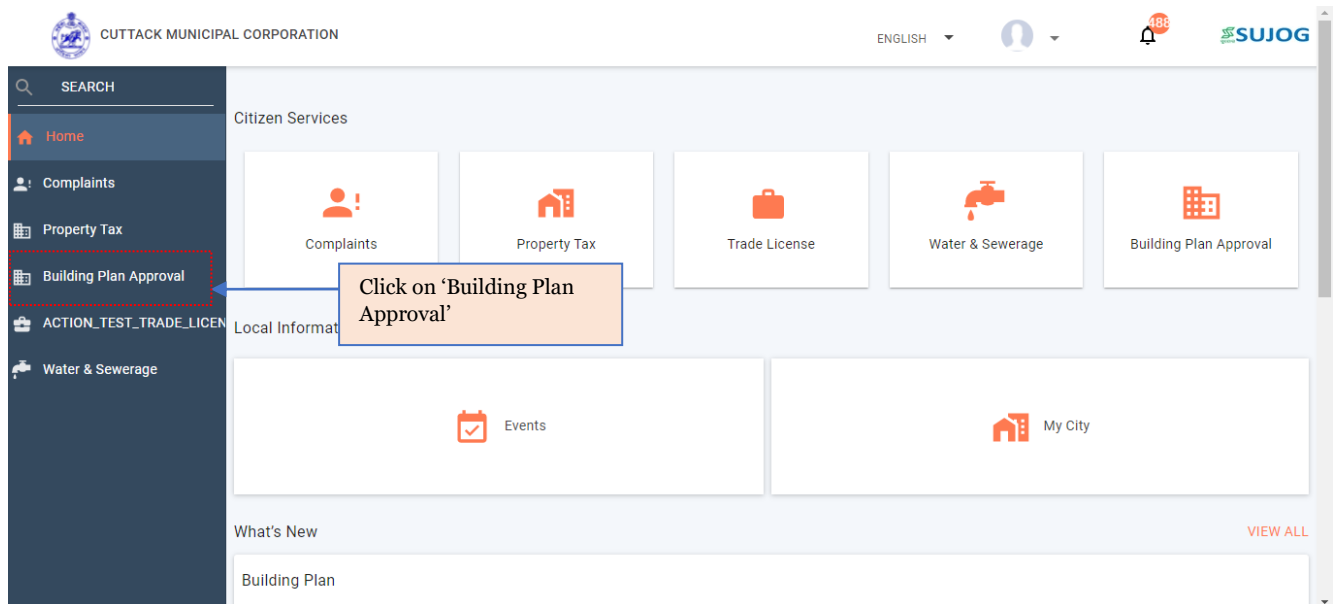 CUTTACK MUNICIPAL CORPORATION
ENGLISH
488
SUJOG
SEARCH
Home
Complaints
Property Tax
Building Plan Approval
ACTION_TEST_TRADE_LICEN
Water & Sewerage
Citizen Services
Complaints
Property Tax
Trade License
Water & Sewerage
Building Plan Approval
Click on ‘Building Plan
Approval’
Local Informat
Events
My City
What's New
VIEW ALL
Building Plan